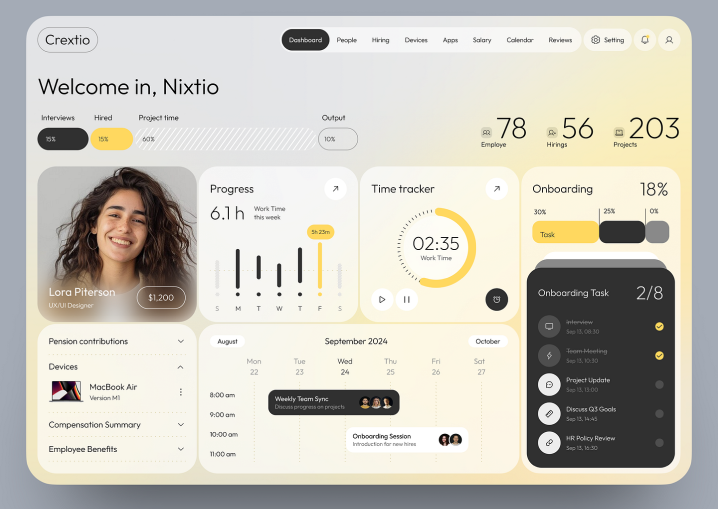 Crextio
Dashboard People Hiring Devices Apps Salary Calendar Reviews Setting
Welcome in, Nixtio
Interviews Hired Project time Output
15% 15% 60% 10%
78 Employe
56 Hirings
203 Projects
Lora Piterson
UX/UI Designer
$1,200
Progress
6.1 h Work Time
this week
5h 23m
S M T W T F S
Time tracker
02:35
Work Time
Onboarding 18%
30% 25% 0%
Task
Onboarding Task 2/8
Interview
Sep 13, 08:30
Team Meeting
Sep 13, 10:30
Project Update
Sep 13, 13:00
Discuss Q3 Goals
Sep 13, 14:45
HR Policy Review
Sep 13, 16:30
Pension contributions
Devices
MacBook Air
Version M1
Compensation Summary
Employee Benefits
August September 2024 October
Mon Tue Wed Thu Fri Sat
22 23 24 25 26 27
8:00 am
Weekly Team Sync
Discuss progress on projects
9:00 am
10:00 am
Onboarding Session
Introduction for new hires
11:00 am